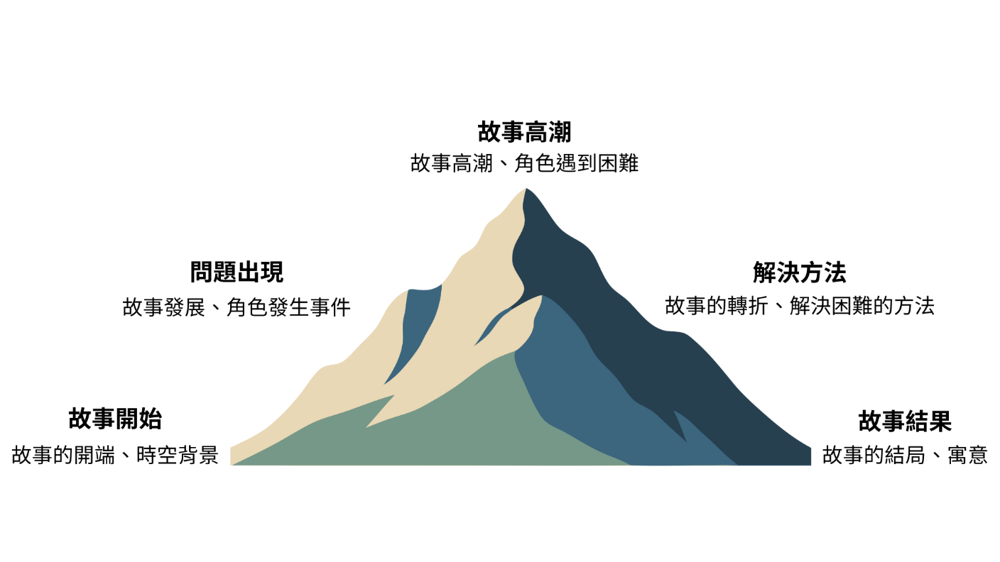 故事高潮
故事高潮、角色遇到困難
問題出現
故事發展、角色發生事件
解決方法
故事的轉折、解決困難的方法
故事開始
故事的開端、時空背景
故事結果
故事的結局、寓意